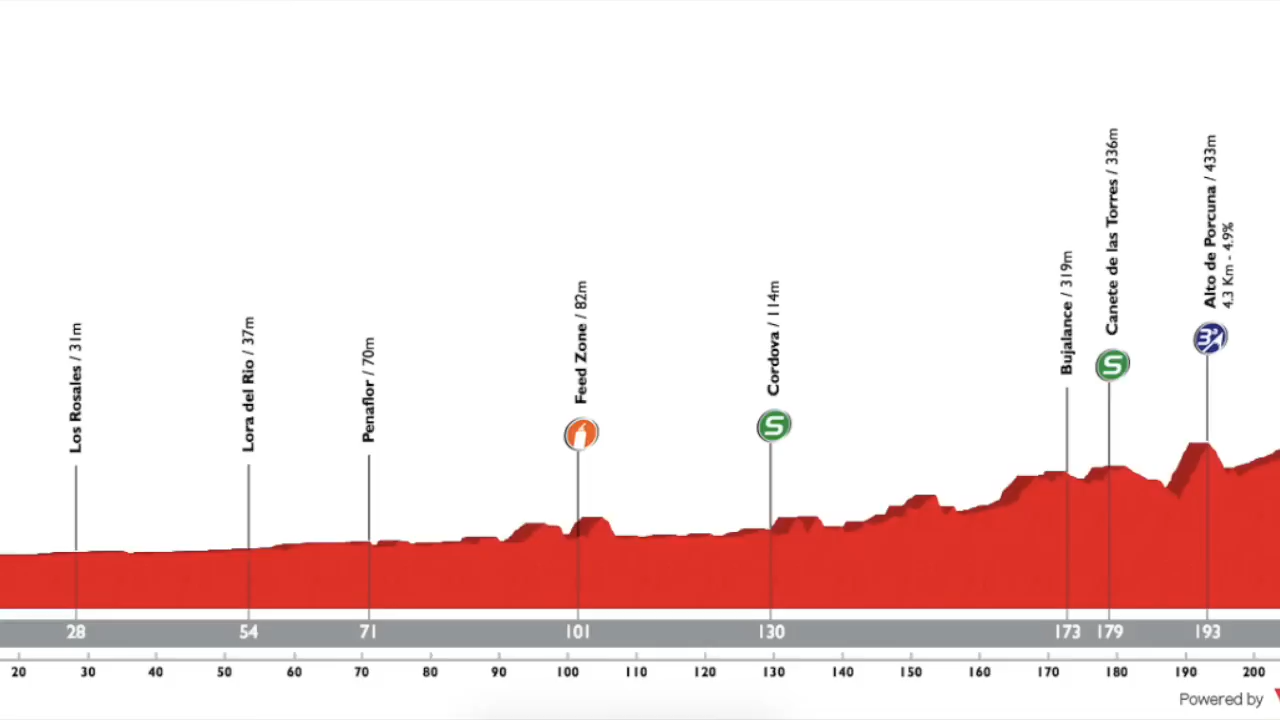 Los Rosales / 31m
Lora del Rio / 37m
Penaflor / 70m
Feed Zone / 82m
Cordova / 114m
S
Bujalance / 319m
Canete de las Torres / 336m
S
Alto de Porcuna / 433m
4.3 Km - 4.9%
3ª
28 54 71 101 130 173 179 193
20 30 40 50 60 70 80 90 100 110 120 130 140 150 160 170 180 190 200
Powered by